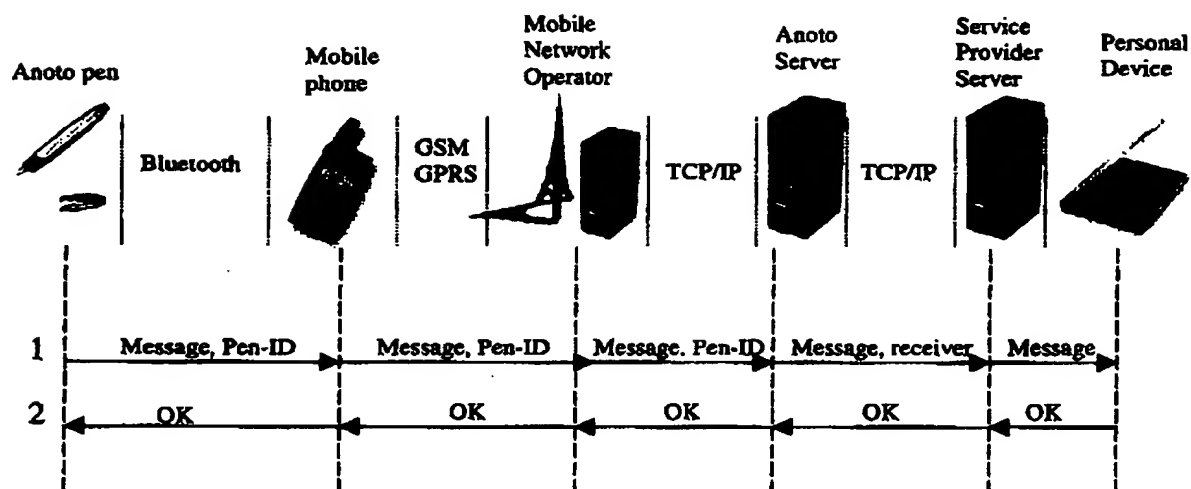 Anoto pen
Mobile
phone
Mobile
Network
Operator
Anoto
Server
Service
Provider
Server
Personal
Device
Bluetooth
GSM
GPRS
TCP/IP
TCP/IP
1
Message, Pen-ID
Message, Pen-ID
Message. Pen-ID
Message, receiver
Message
2
OK
OK
OK
OK
OK